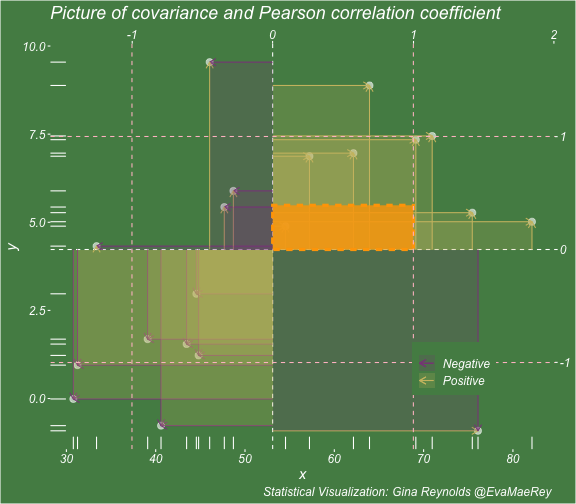 Picture of covariance and Pearson correlation coefficient
-1 0 1 2
10.0
7.5
1
5.0
y
0
2.5
-1
Negative
Positive
0.0
30 40 50 60 70 80
x
Statistical Visualization: Gina Reynolds @EvaMaeRey